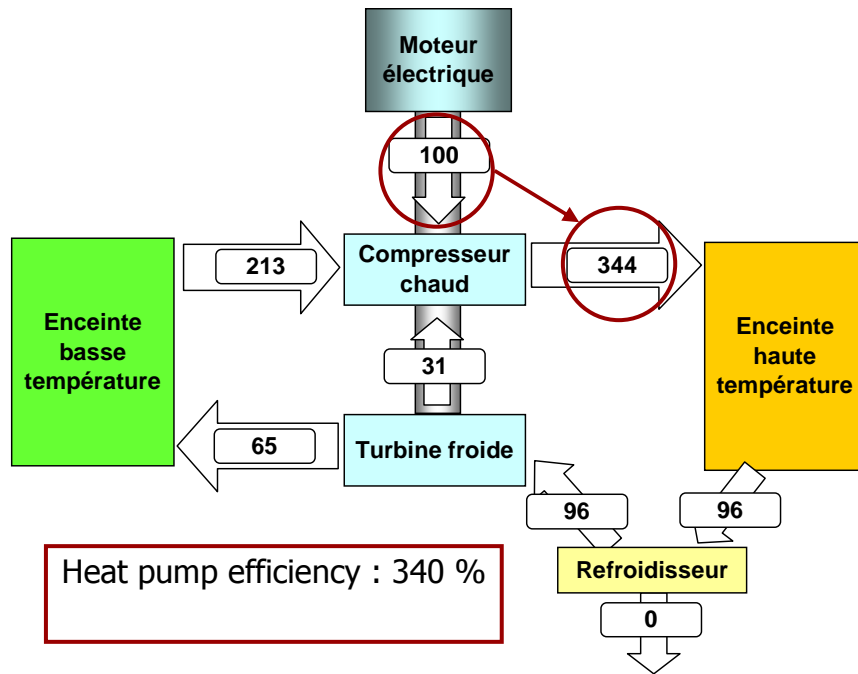 Moteur
électrique
100
213
Compresseur
chaud
344
Enceinte
basse
température
Enceinte
haute
température
31
65
Turbine froide
96
96
Heat pump efficiency : 340 %
Refroidisseur
0